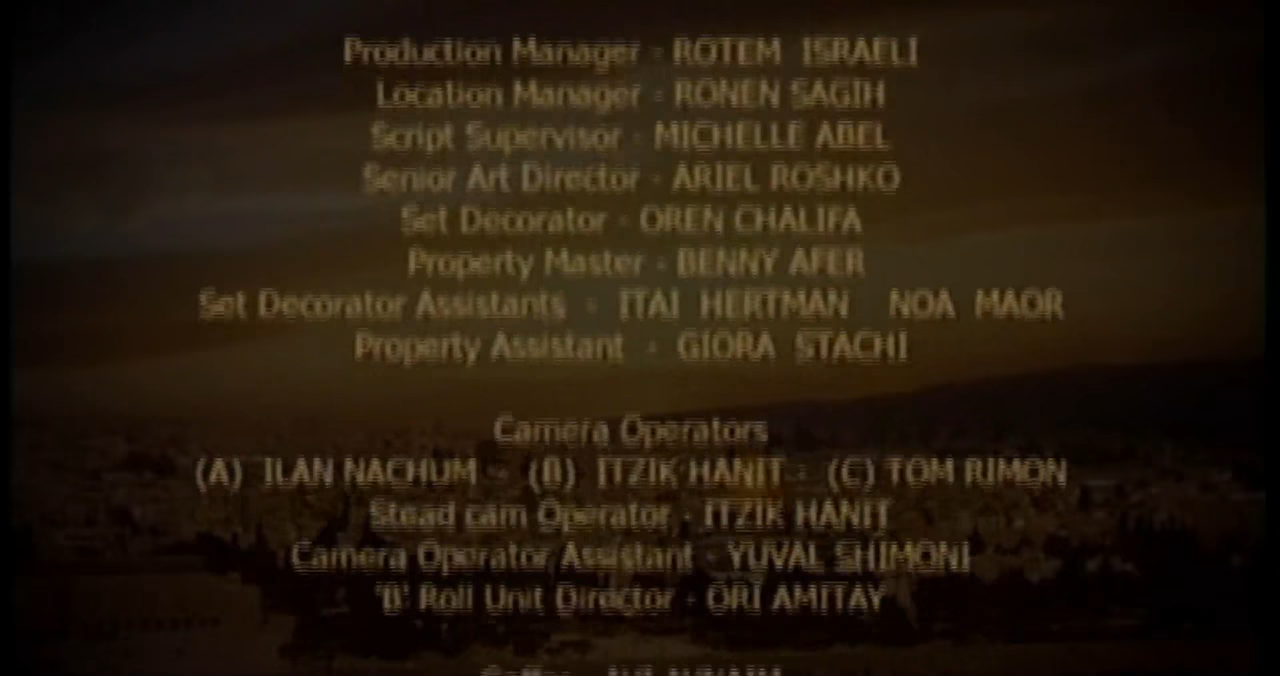 Production Manager - ROTEM ISRAELI
Location Manager - RONEN SAGIH
Script Supervisor - MICHELLE ABEL
Senior Art Director - ARIEL ROSHKO
Set Decorator - OREN CHALIFA
Property Master - BENNY AFER
Set Decorator Assistants - ITAI HERTMAN NOA MAOR
Property Assistant - GIORA STACHI
Camera Operators
(A) ILAN NACHUM - (B) ITZIK HANIT - (C) TOM RIMON
Stead cam Operator - ITZIK HANIT
Camera Operator Assistant - YUVAL SHIMONI
'B' Roll Unit Director - ORI AMITAY